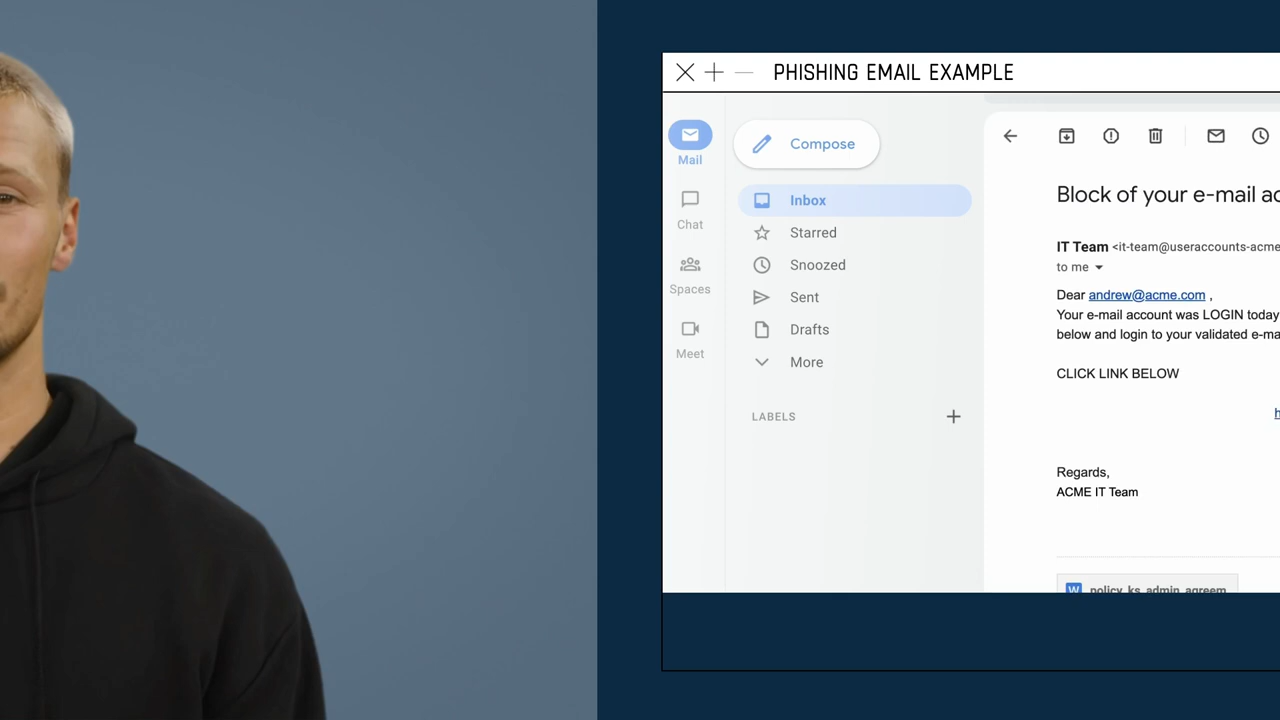 PHISHING EMAIL EXAMPLE
Mail
Chat
Spaces
Meet
Compose
Inbox
Starred
Snoozed
Sent
Drafts
More
LABELS
Block of your e-mail
IT Team <it-team@useraccounts-acme
to me
Dear andrew@acme.com ,
Your e-mail account was LOGIN today
below and login to your validated
CLICK LINK BELOW
Regards,
ACME IT Team
W policy_ks_admin_agreem